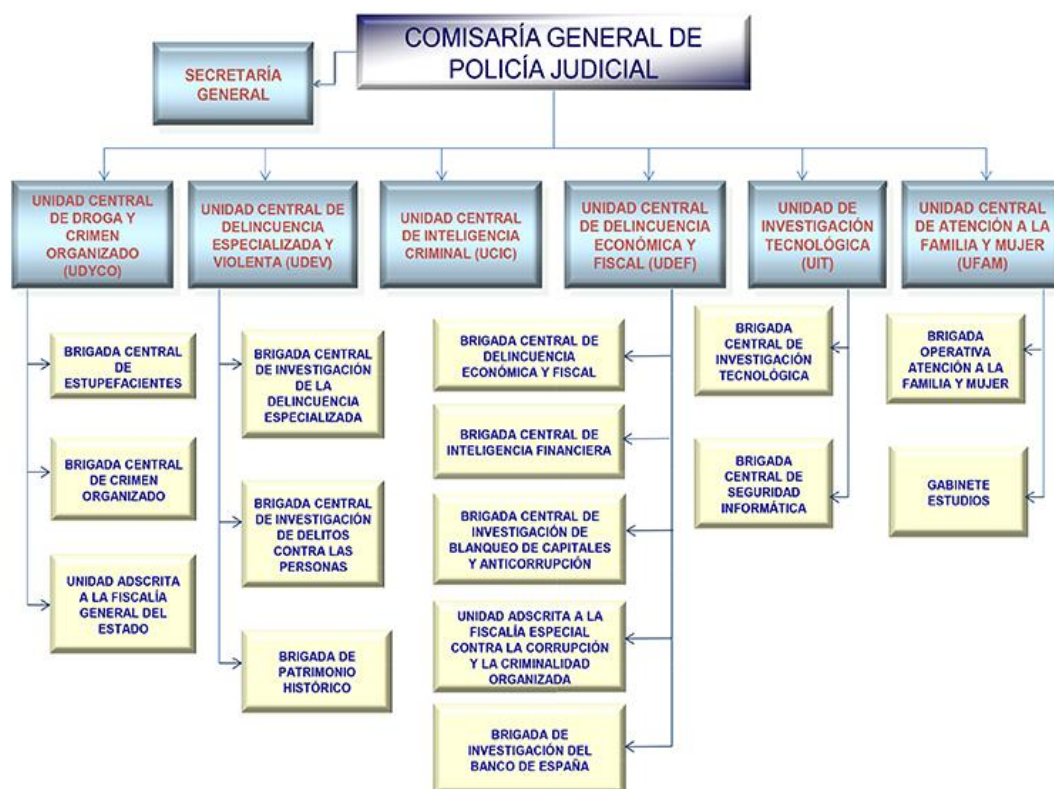 COMISARÍA GENERAL DE
POLICÍA JUDICIAL
SECRETARÍA
GENERAL
UNIDAD CENTRAL
DE DROGA Y
CRIMEN
ORGANIZADO
(UDYCO)
UNIDAD CENTRAL DE
DELINCUENCIA
ESPECIALIZADA Y
VIOLENTA (UDEV)
UNIDAD CENTRAL
DE INTELIGENCIA
CRIMINAL (UCIC)
UNIDAD CENTRAL
DE DELINCUENCIA
ECONÓMICA Y
FISCAL (UDEF)
UNIDAD DE
INVESTIGACIÓN
TECNOLÓGICA
(UIT)
UNIDAD CENTRAL
DE ATENCIÓN A LA
FAMILIA Y MUJER
(UFAM)
BRIGADA CENTRAL
DE
ESTUPEFACIENTES
BRIGADA CENTRAL
DE CRIMEN
ORGANIZADO
UNIDAD ADSCRITA
A LA FISCALÍA
GENERAL DEL
ESTADO
BRIGADA CENTRAL
DE INVESTIGACIÓN
DE LA
DELINCUENCIA
ESPECIALIZADA
BRIGADA CENTRAL
DE INVESTIGACIÓN
DE DELITOS
CONTRA LAS
PERSONAS
BRIGADA DE
PATRIMONIO
HISTÓRICO
BRIGADA CENTRAL DE
DELINCUENCIA
ECONÓMICA Y FISCAL
BRIGADA CENTRAL DE
INTELIGENCIA FINANCIERA
BRIGADA CENTRAL DE
INVESTIGACIÓN DE
BLANQUEO DE CAPITALES
Y ANTICORRUPCIÓN
UNIDAD ADSCRITA A LA
FISCALÍA ESPECIAL
CONTRA LA CORRUPCIÓN
Y LA CRIMINALIDAD
ORGANIZADA
BRIGADA DE
INVESTIGACIÓN DEL
BANCO DE ESPAÑA
BRIGADA
CENTRAL DE
INVESTIGACIÓN
TECNOLÓGICA
BRIGADA
CENTRAL DE
SEGURIDAD
INFORMÁTICA
BRIGADA
OPERATIVA
ATENCIÓN A LA
FAMILIA Y MUJER
GABINETE
ESTUDIOS